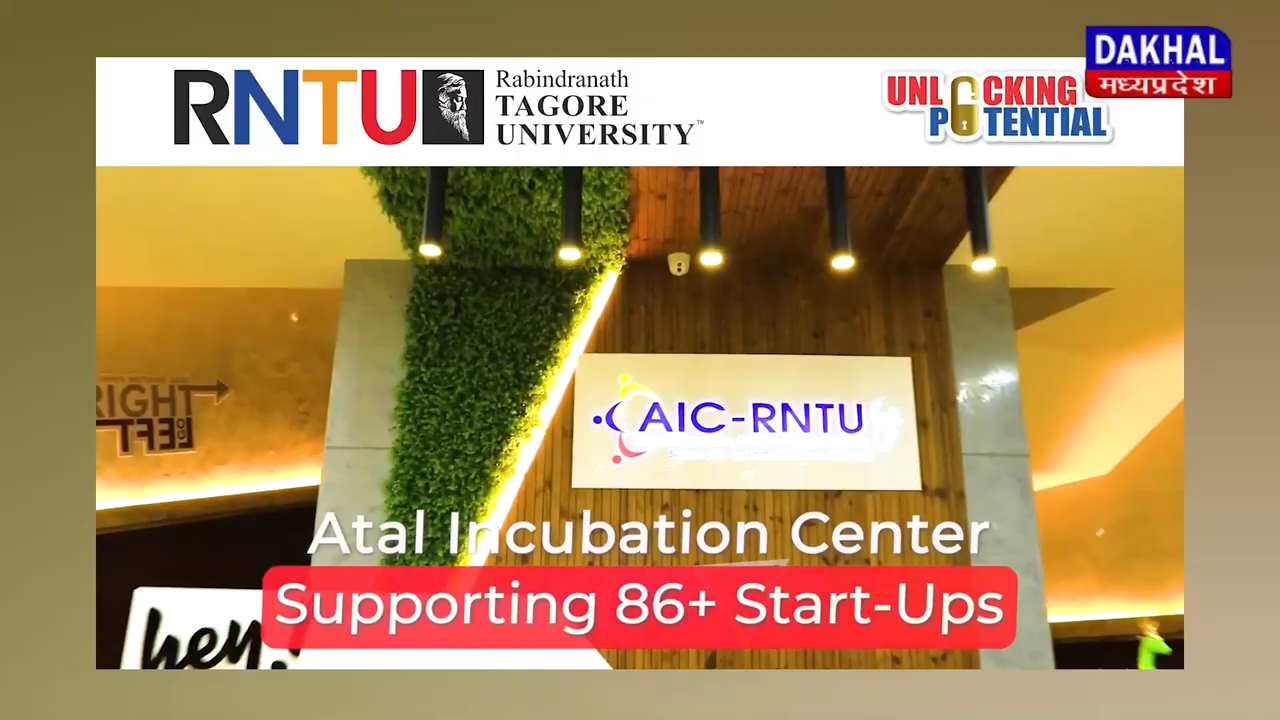 DAKHAL
मध्यप्रदेश
RNTU
Rabindranath
TAGORE
UNIVERSITY™
UNLOCKING
POTENTIAL
RIGHT
LEFT
GO
AIC-RNTU
Atal Incubation Center
Supporting 86+ Start-Ups
hey!